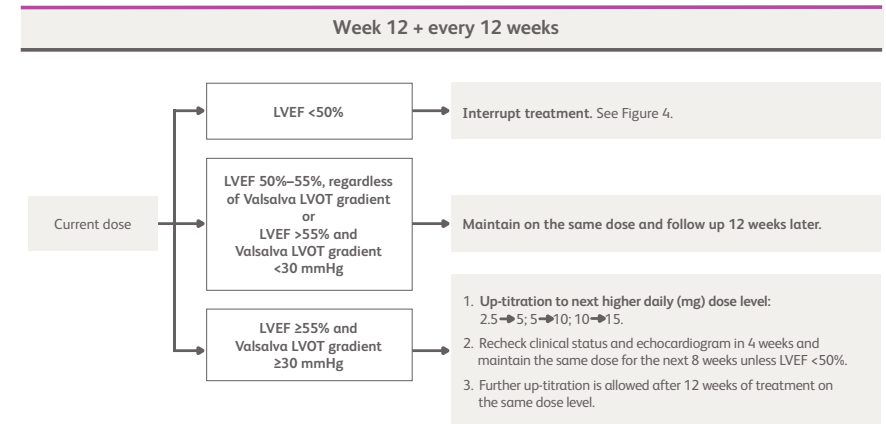 Week 12 + every 12 weeks
LVEF <50%
Interrupt treatment. See Figure 4.
Current dose
LVEF 50%–55%, regardless
of Valsalva LVOT gradient
or
LVEF >55% and
Valsalva LVOT gradient
<30 mmHg
Maintain on the same dose and follow up 12 weeks later.
LVEF ≥55% and
Valsalva LVOT gradient
≥30 mmHg
1. Up-titration to next higher daily (mg) dose level:
2.5➔5; 5➔10; 10➔15.
2. Recheck clinical status and echocardiogram in 4 weeks and
maintain the same dose for the next 8 weeks unless LVEF <50%.
3. Further up-titration is allowed after 12 weeks of treatment on
the same dose level.